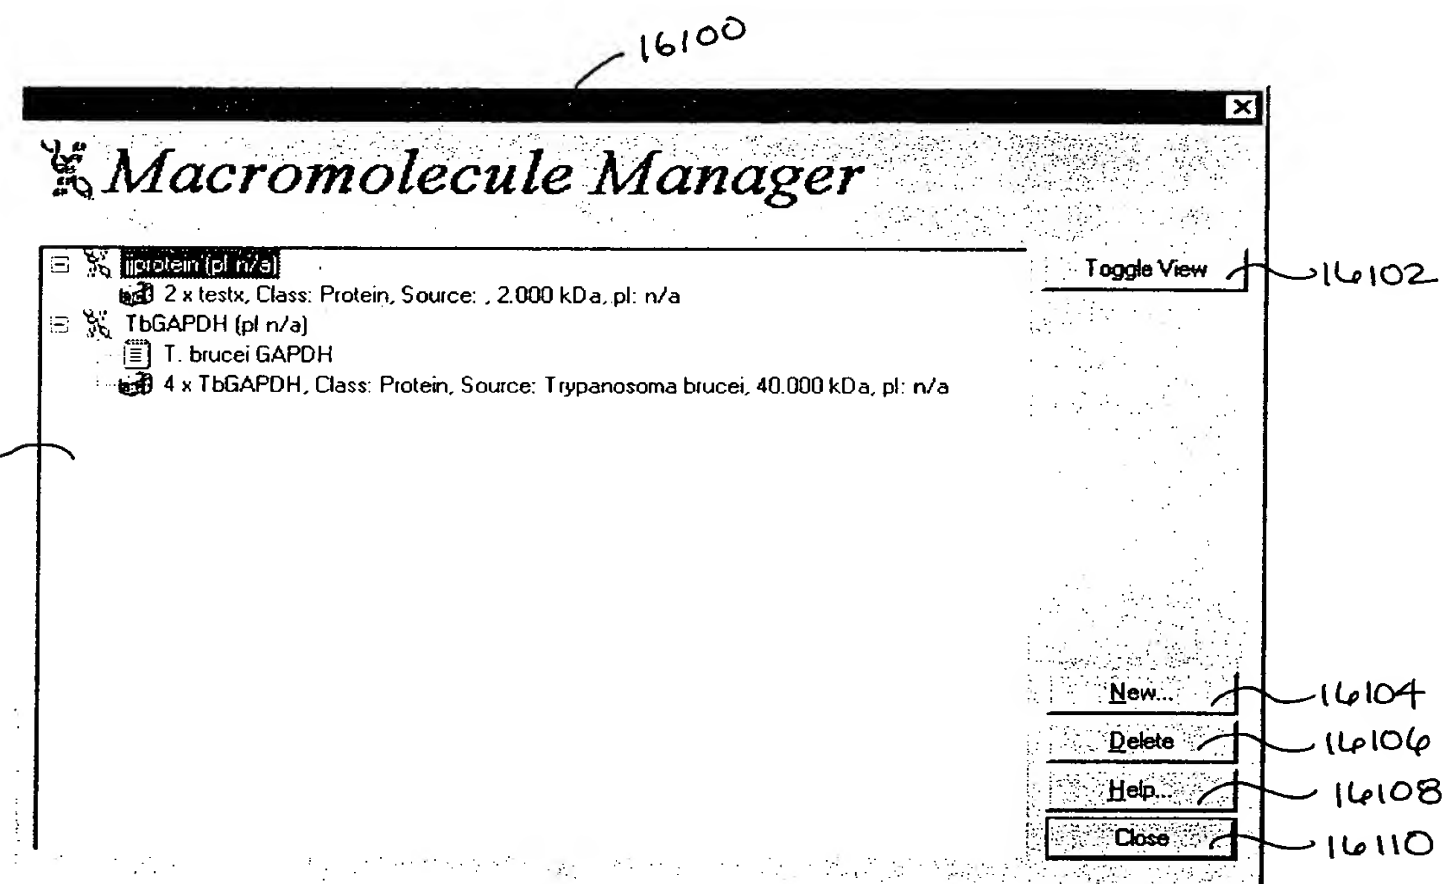 16100
Macromolecule Manager
jjprotein (pI n/a)
2 x testx, Class: Protein, Source: , 2.000 kDa, pI: n/a
TbGAPDH (pI n/a)
T. brucei GAPDH
4 x TbGAPDH, Class: Protein, Source: Trypanosoma brucei, 40.000 kDa, pI: n/a
Toggle View
16102
New...
16104
Delete
16106
Help...
16108
Close
16110